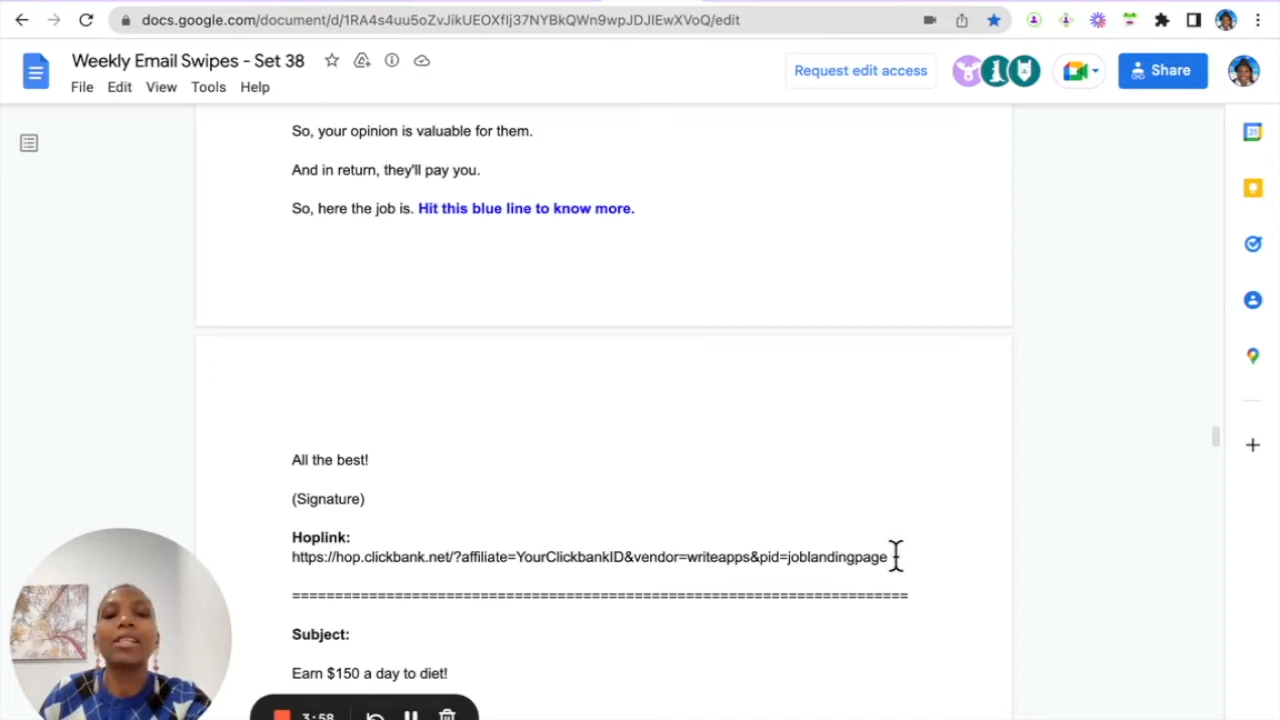 docs.google.com/document/d/1RA4s4uu5oZvJikUEOXflj37NYBkQWn9wpJDJlEwXVoQ/edit
Weekly Email Swipes - Set 38
File Edit View Tools Help
Request edit access
Share
31
So, your opinion is valuable for them.
And in return, they'll pay you.
So, here the job is. Hit this blue line to know more.
All the best!
(Signature)
Hoplink:
https://hop.clickbank.net/?affiliate=YourClickbankID&vendor=writeapps&pid=joblandingpage
========================================================================
Subject:
Earn $150 a day to diet!
3:58